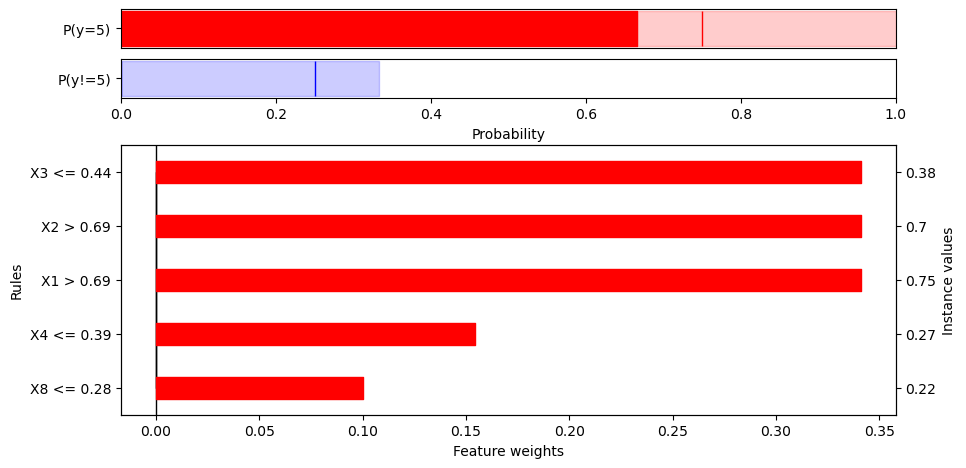 P(y=5)
P(y!=5)
0.0 0.2 0.4 0.6 0.8 1.0
Probability
X3 <= 0.44 0.38
X2 > 0.69 0.7
X1 > 0.69 0.75
X4 <= 0.39 0.27
X8 <= 0.28 0.22
Rules
Instance values
0.00 0.05 0.10 0.15 0.20 0.25 0.30 0.35
Feature weights